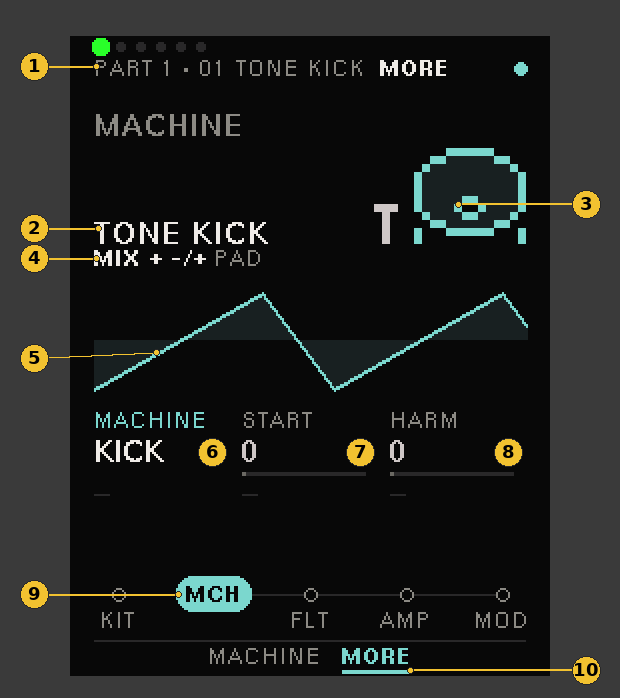 1 PART 1 · 01 TONE KICK MORE
MACHINE
T 3
2 TONE KICK
4 MIX + -/+ PAD
5
MACHINE START HARM
KICK 6 0 7 0 8
9 MCH
KIT FLT AMP MOD
MACHINE MORE
10